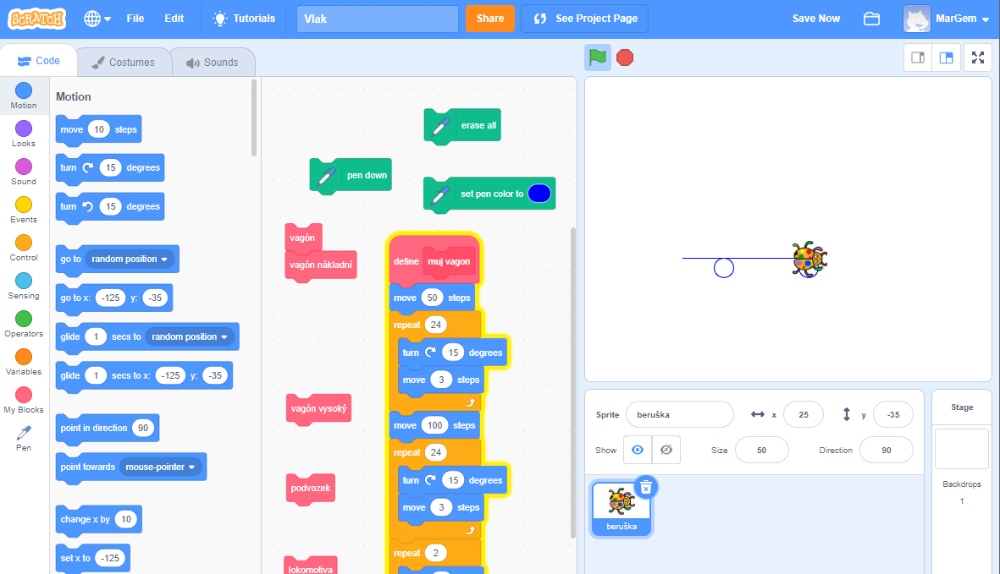 SCRATCH File Edit Tutorials Vlak Share See Project Page Save Now MarGem
Code Costumes Sounds
Motion
Looks
Sound
Events
Control
Sensing
Operators
Variables
My Blocks
Pen
Motion
move 10 steps
turn 15 degrees
turn 15 degrees
go to random position
go to x: -125 y: -35
glide 1 secs to random position
glide 1 secs to x: -125 y: -35
point in direction 90
point towards mouse-pointer
change x by 10
set x to -125
erase all
pen down
set pen color to
vagón
vagón nákladní
vagón vysoký
podvozek
lokomotiva
define muj vagon
move 50 steps
repeat 24
turn 15 degrees
move 3 steps
move 100 steps
repeat 24
turn 15 degrees
move 3 steps
repeat 2
Sprite beruška x 25 y -35
Show Size 50 Direction 90
beruška
Stage
Backdrops
1